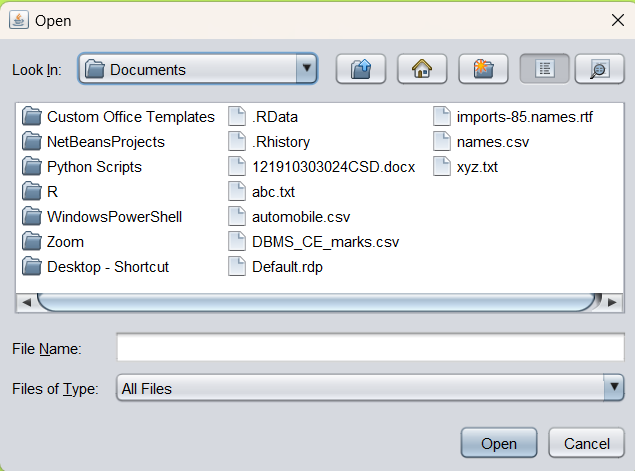 Open
Look In: Documents
Custom Office Templates
NetBeansProjects
Python Scripts
R
WindowsPowerShell
Zoom
Desktop - Shortcut
.RData
.Rhistory
121910303024CSD.docx
abc.txt
automobile.csv
DBMS_CE_marks.csv
Default.rdp
imports-85.names.rtf
names.csv
xyz.txt
File Name:
Files of Type: All Files
Open Cancel